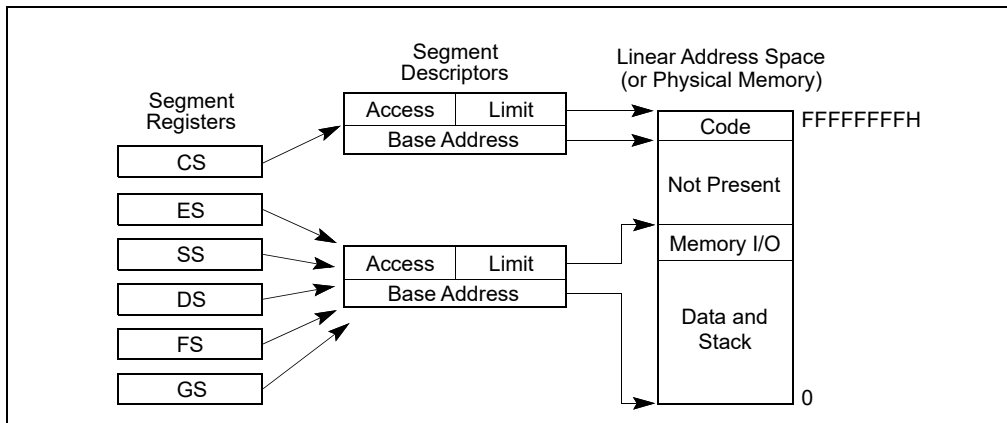 Segment
Registers
CS
ES
SS
DS
FS
GS
Segment
Descriptors
Access Limit
Base Address
Access Limit
Base Address
Linear Address Space
(or Physical Memory)
Code
Not Present
Memory I/O
Data and
Stack
FFFFFFFFH
0